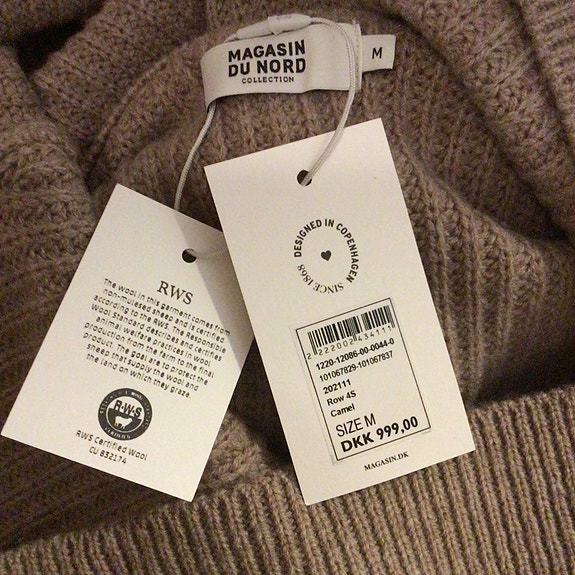 MAGASIN
DU NORD
COLLECTION
M
DESIGNED IN COPENHAGEN SINCE 1868
2 222002 434111
1220-12086-00-0044-0
101067829-101067837
202111
Row 4S
Camel
SIZE M
DKK 999,00
MAGASIN.DK
RWS
The wool in this garment comes from
non-mulesed sheep and is certified
according to the RWS. The Responsible
Wool Standard describes and certifies
animal welfare practices in wool
production from the farm to the final
product. The goal are to protect the
sheep that supply the wool and
the land on which they graze.
R·W·S
RWS Certified Wool
CU 832174